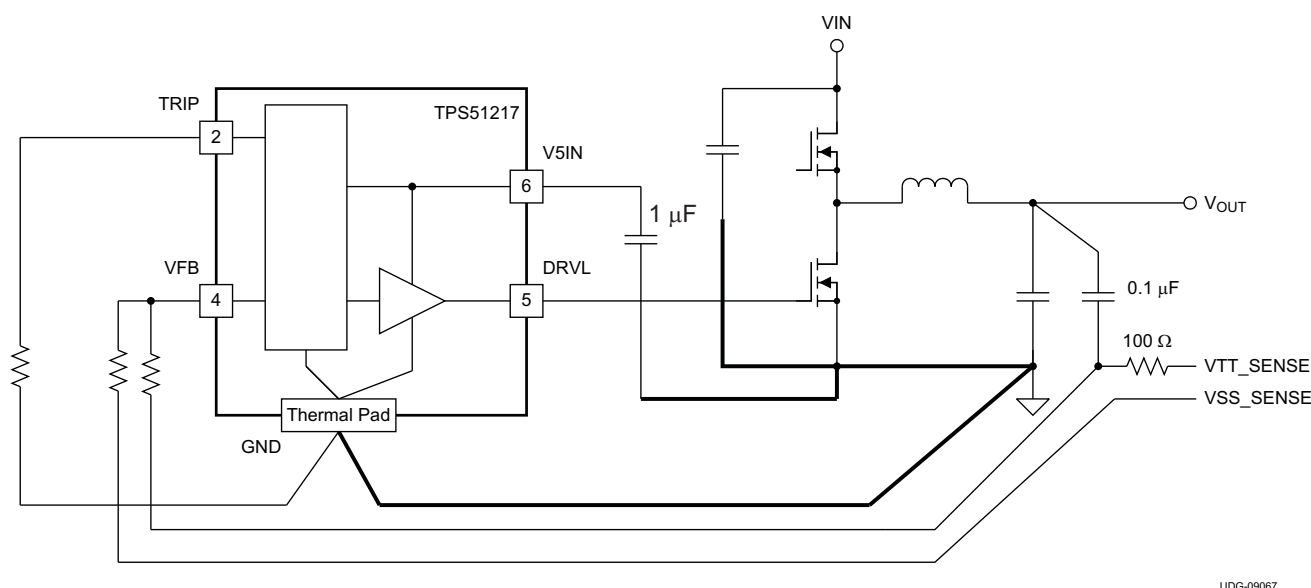 VIN
TRIP
TPS51217
2
V5IN
6
1 μF
VOUT
VFB
DRVL
4
5
0.1 μF
100 Ω
VTT_SENSE
Thermal Pad
VSS_SENSE
GND
UDG-09067